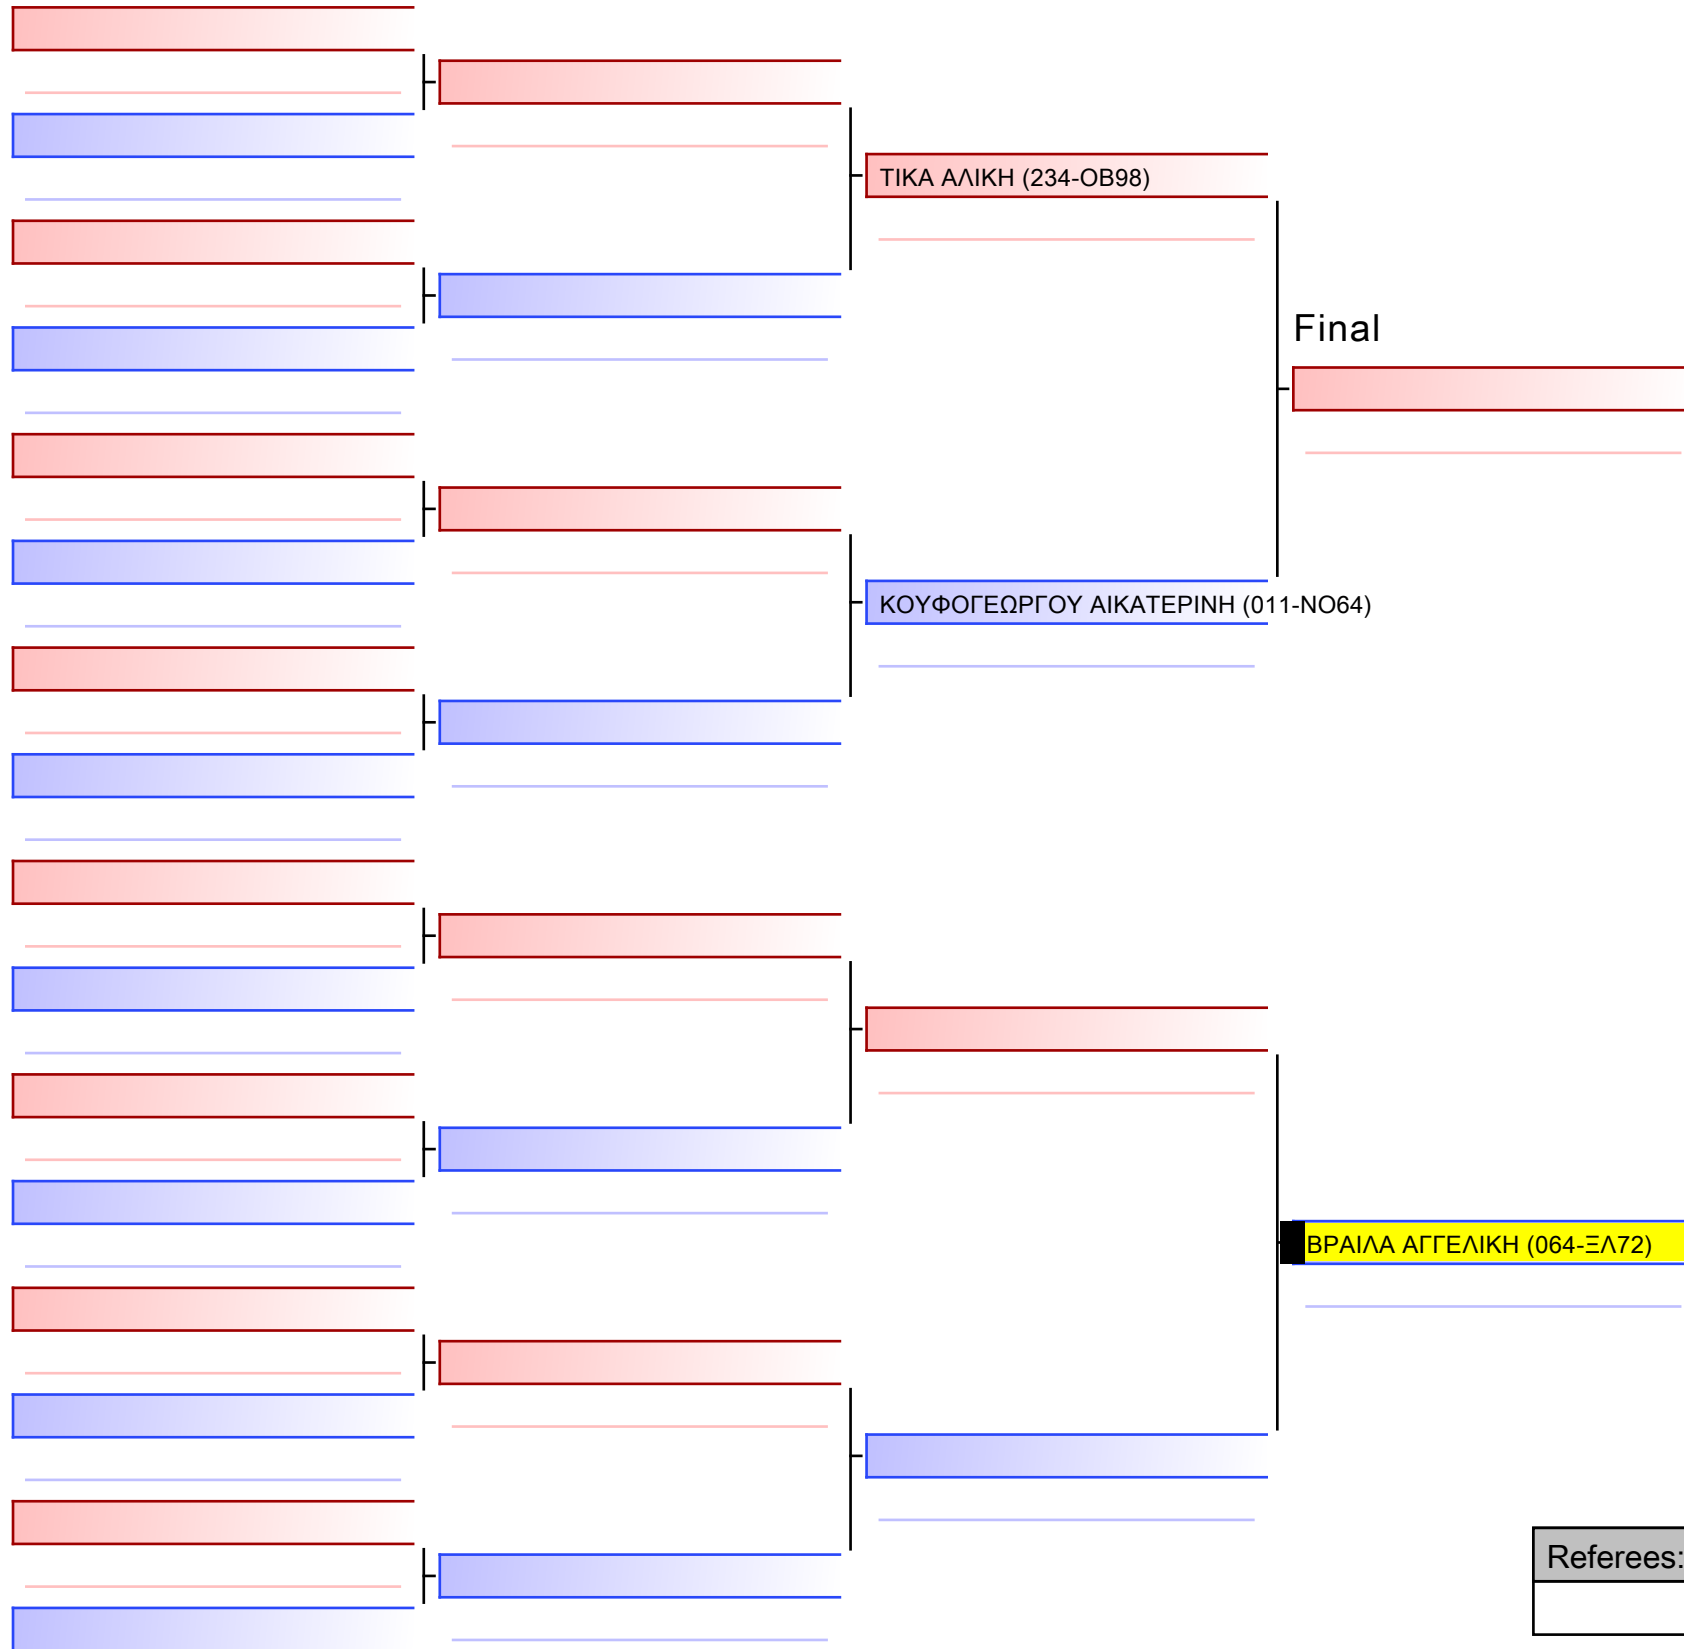 ΤΙΚΑ ΑΛΙΚΗ (234-ΟΒ98)
Final
ΚΟΥΦΟΓΕΩΡΓΟΥ ΑΙΚΑΤΕΡΙΝΗ (011-ΝΟ64)
ΒΡΑΙΛΑ ΑΓΓΕΛΙΚΗ (064-ΞΛ72)
Referees: